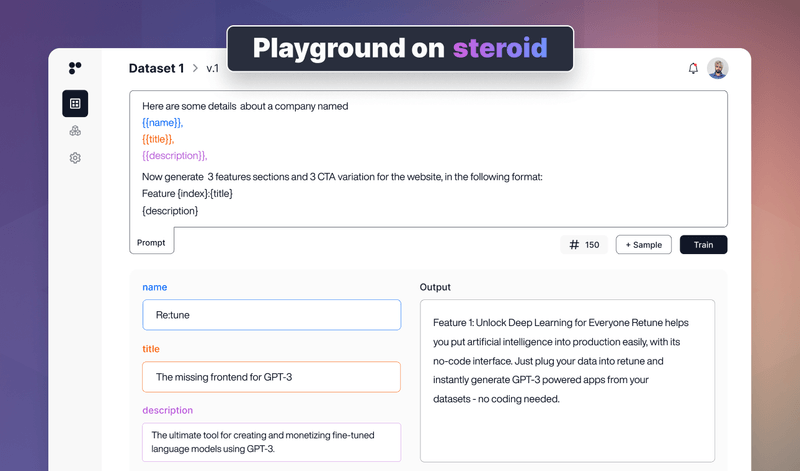 Playground on steroid
Dataset 1 > v.1
Here are some details about a company named
{{name}},
{{title}},
{{description}},
Now generate 3 features sections and 3 CTA variation for the website, in the following format:
Feature {index}:{title}
{description}
Prompt
# 150
+ Sample
Train
name
Re:tune
title
The missing frontend for GPT-3
description
The ultimate tool for creating and monetizing fine-tuned
language models using GPT-3.
Output
Feature 1: Unlock Deep Learning for Everyone Retune helps
you put artificial intelligence into production easily, with its
no-code interface. Just plug your data into retune and
instantly generate GPT-3 powered apps from your
datasets - no coding needed.